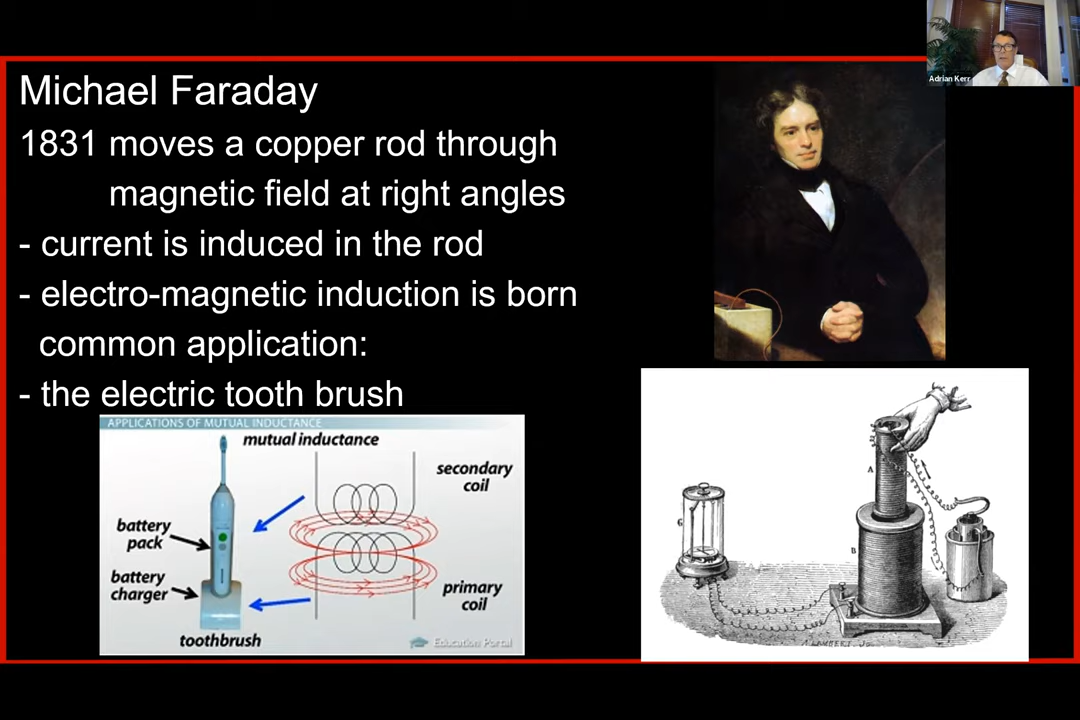 Adrian Kerr
Michael Faraday
1831 moves a copper rod through
magnetic field at right angles
- current is induced in the rod
- electro-magnetic induction is born
common application:
- the electric tooth brush
APPLICATIONS OF MUTUAL INDUCTANCE
mutual inductance
secondary
coil
battery
pack
battery
charger
primary
coil
toothbrush
Education Portal
G
A
B